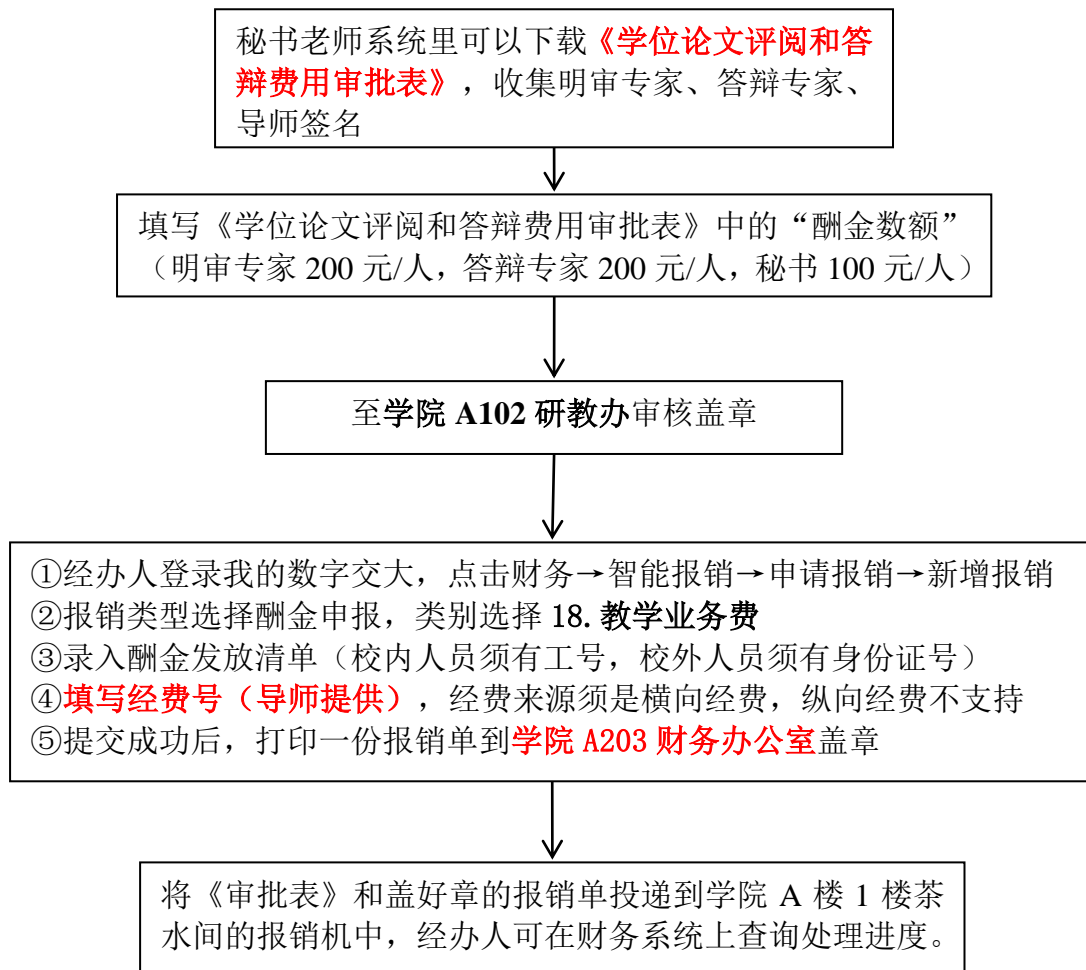 秘书老师系统里可以下载《学位论文评阅和答
辩费用审批表》，收集明审专家、答辩专家、
导师签名
填写《学位论文评阅和答辩费用审批表》中的“酬金数额”
（明审专家 200 元/人，答辩专家 200 元/人，秘书 100 元/人）
至学院 A102 研教办审核盖章
①经办人登录我的数字交大，点击财务→智能报销→申请报销→新增报销
②报销类型选择酬金申报，类别选择 18. 教学业务费
③录入酬金发放清单（校内人员须有工号，校外人员须有身份证号）
④填写经费号（导师提供），经费来源须是横向经费，纵向经费不支持
⑤提交成功后，打印一份报销单到学院 A203 财务办公室盖章
将《审批表》和盖好章的报销单投递到学院 A 楼 1 楼茶
水间的报销机中，经办人可在财务系统上查询处理进度。